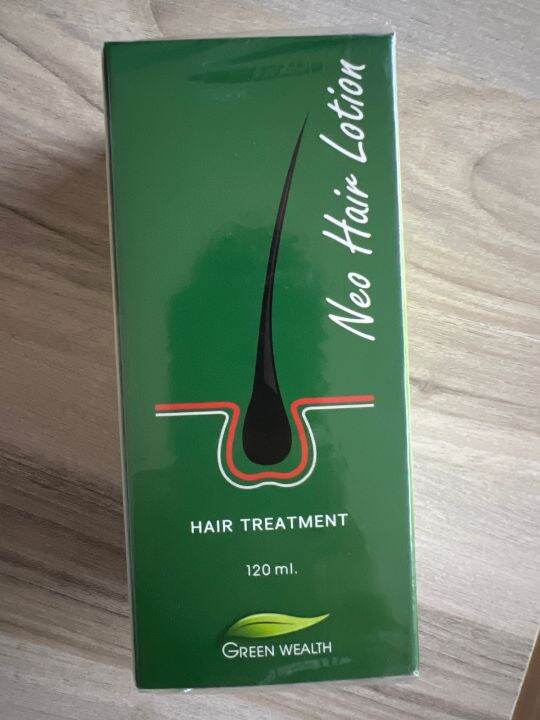 Neo Hair Lotion
HAIR TREATMENT
120 ml.
GREEN WEALTH